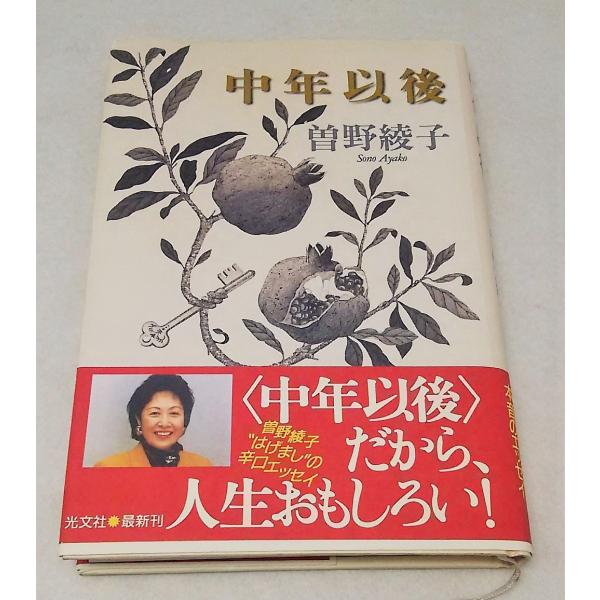 中年以後
曽野綾子
Sono Ayako
〈中年以後〉
だから、
人生おもしろい!
曽野綾子
"はげまし"の
辛口エッセイ
光文社 最新刊